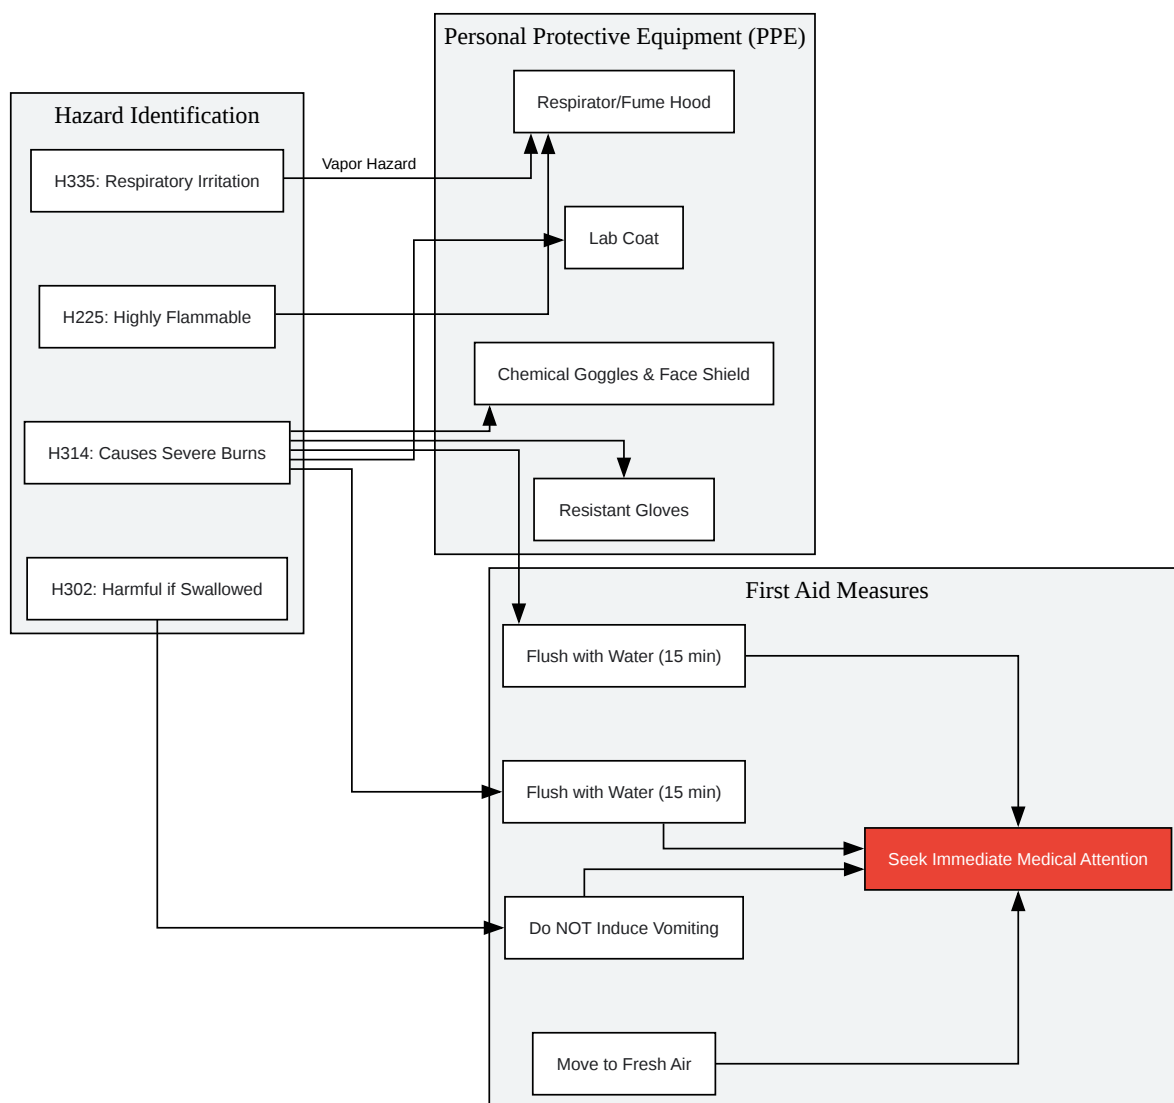 Personal Protective Equipment (PPE)
Respirator/Fume Hood
Hazard Identification
Vapor Hazard
H335: Respiratory Irritation
Lab Coat
H225: Highly Flammable
Chemical Goggles & Face Shield
H314: Causes Severe Burns
Resistant Gloves
H302: Harmful if Swallowed
First Aid Measures
Flush with Water (15 min)
Flush with Water (15 min)
Seek Immediate Medical Attention
Do NOT Induce Vomiting
Move to Fresh Air